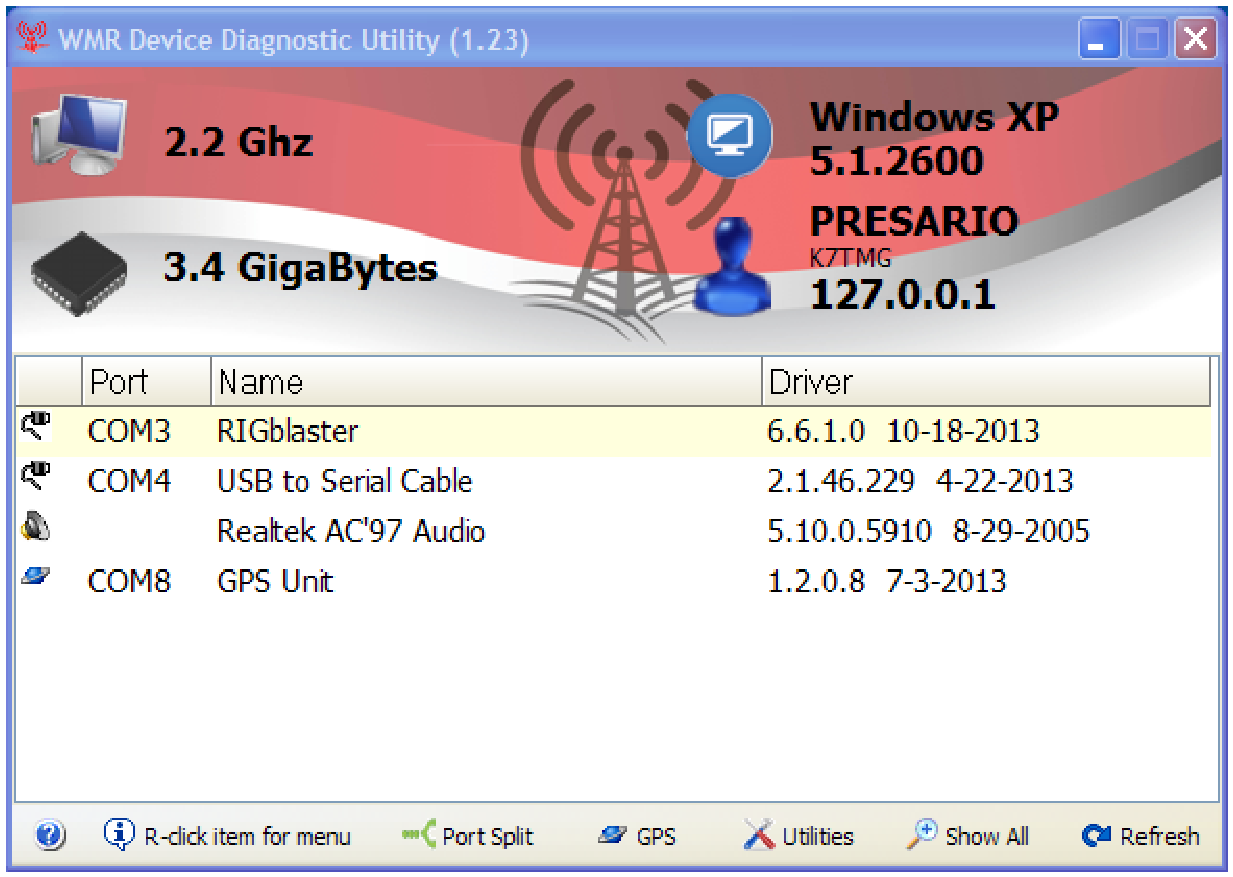 WMR Device Diagnostic Utility (1.23)
2.2 Ghz
Windows XP
5.1.2600
3.4 GigaBytes
PRESARIO
K7TMG
127.0.0.1
Port Name Driver
COM3 RIGblaster 6.6.1.0 10-18-2013
COM4 USB to Serial Cable 2.1.46.229 4-22-2013
Realtek AC'97 Audio 5.10.0.5910 8-29-2005
COM8 GPS Unit 1.2.0.8 7-3-2013
R-click item for menu Port Split GPS Utilities Show All Refresh